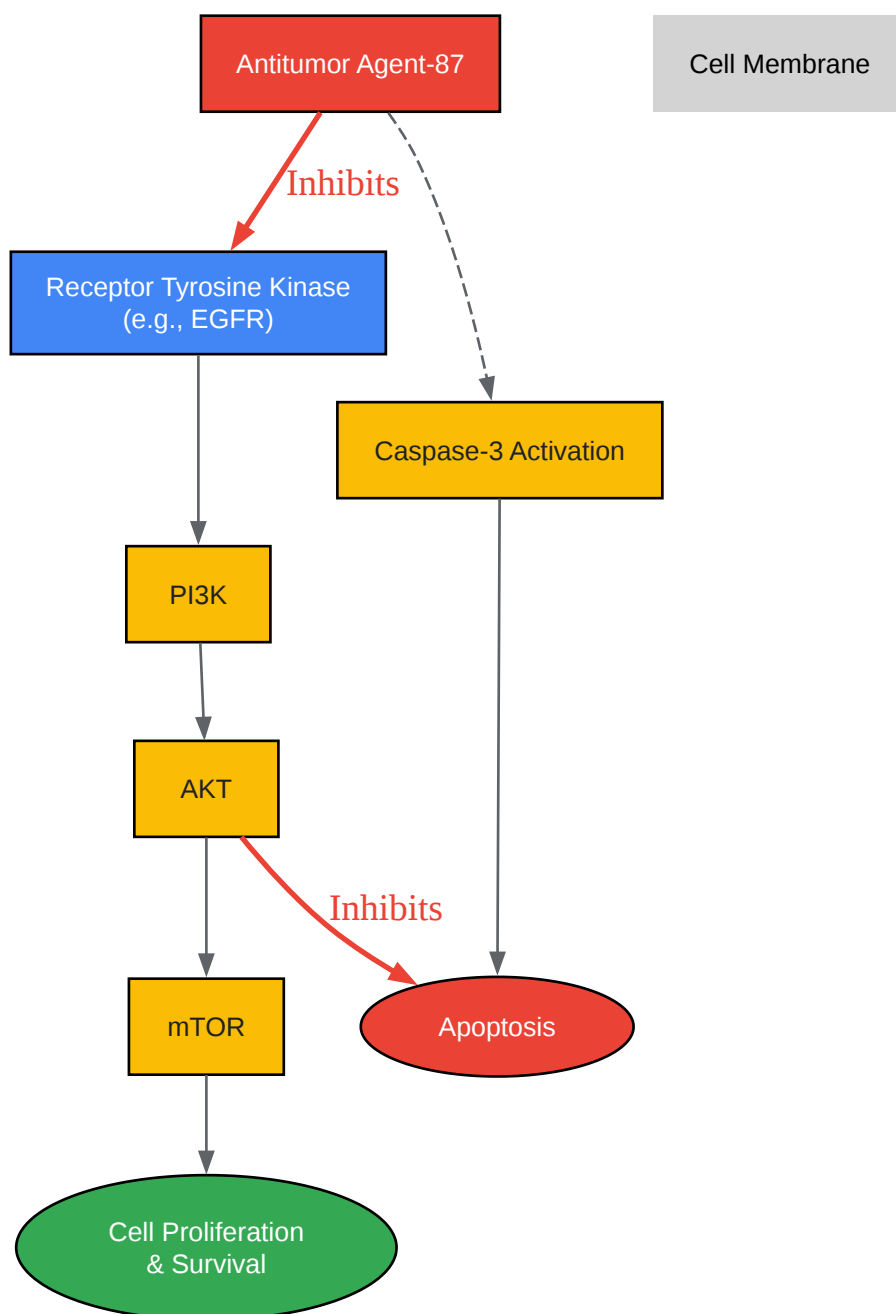 Antitumor Agent-87
Cell Membrane
Inhibits
Receptor Tyrosine Kinase
(e.g., EGFR)
Caspase-3 Activation
PI3K
AKT
Inhibits
mTOR
Apoptosis
Cell Proliferation
& Survival